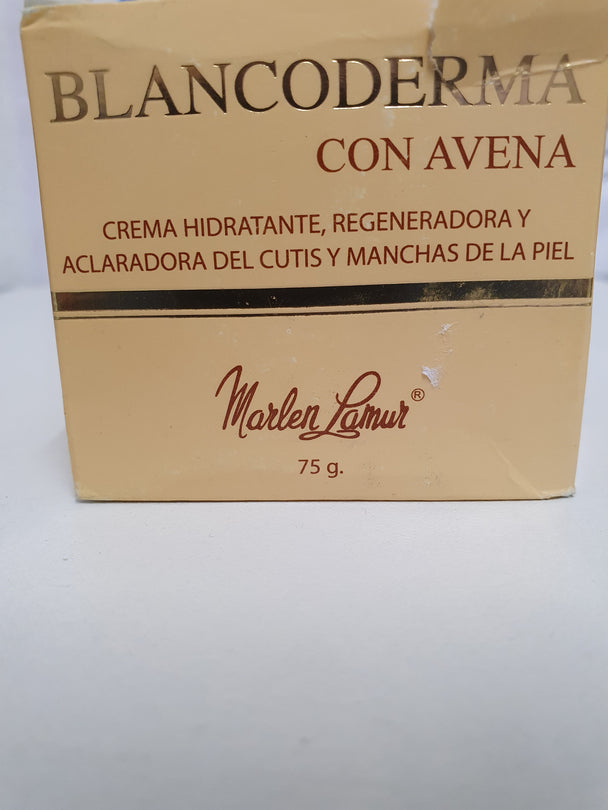 BLANCODERMA
CON AVENA
CREMA HIDRATANTE, REGENERADORA Y
ACLARADORA DEL CUTIS Y MANCHAS DE LA PIEL
Marlen Lamur®
75 g.